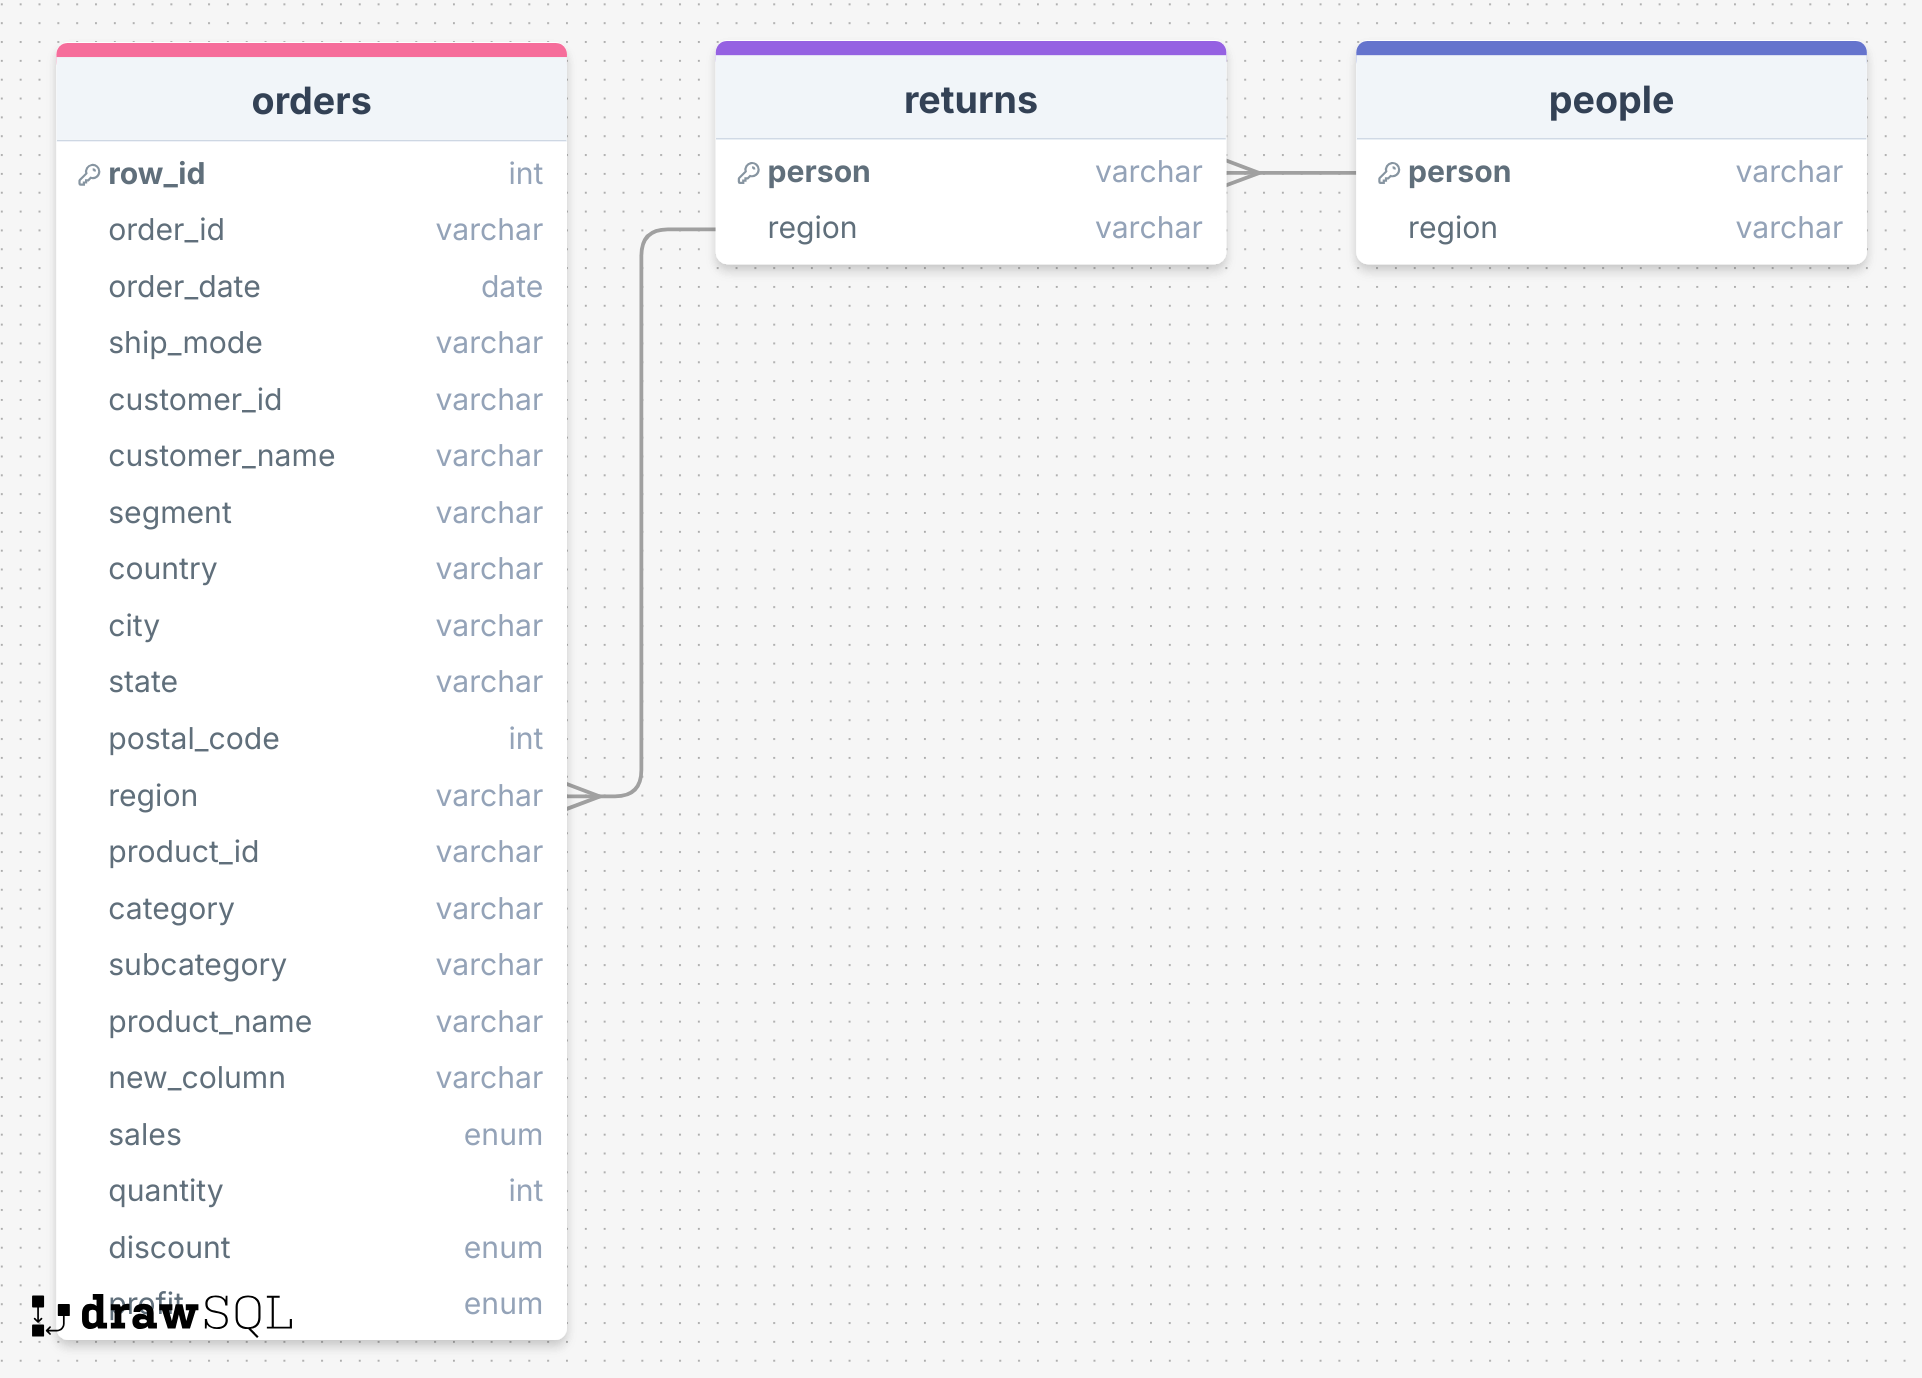 orders
row_id int
order_id varchar
order_date date
ship_mode varchar
customer_id varchar
customer_name varchar
segment varchar
country varchar
city varchar
state varchar
postal_code int
region varchar
product_id varchar
category varchar
subcategory varchar
product_name varchar
new_column varchar
sales enum
quantity int
discount enum
profit enum
drawSQL
returns
person varchar
region varchar
people
person varchar
region varchar